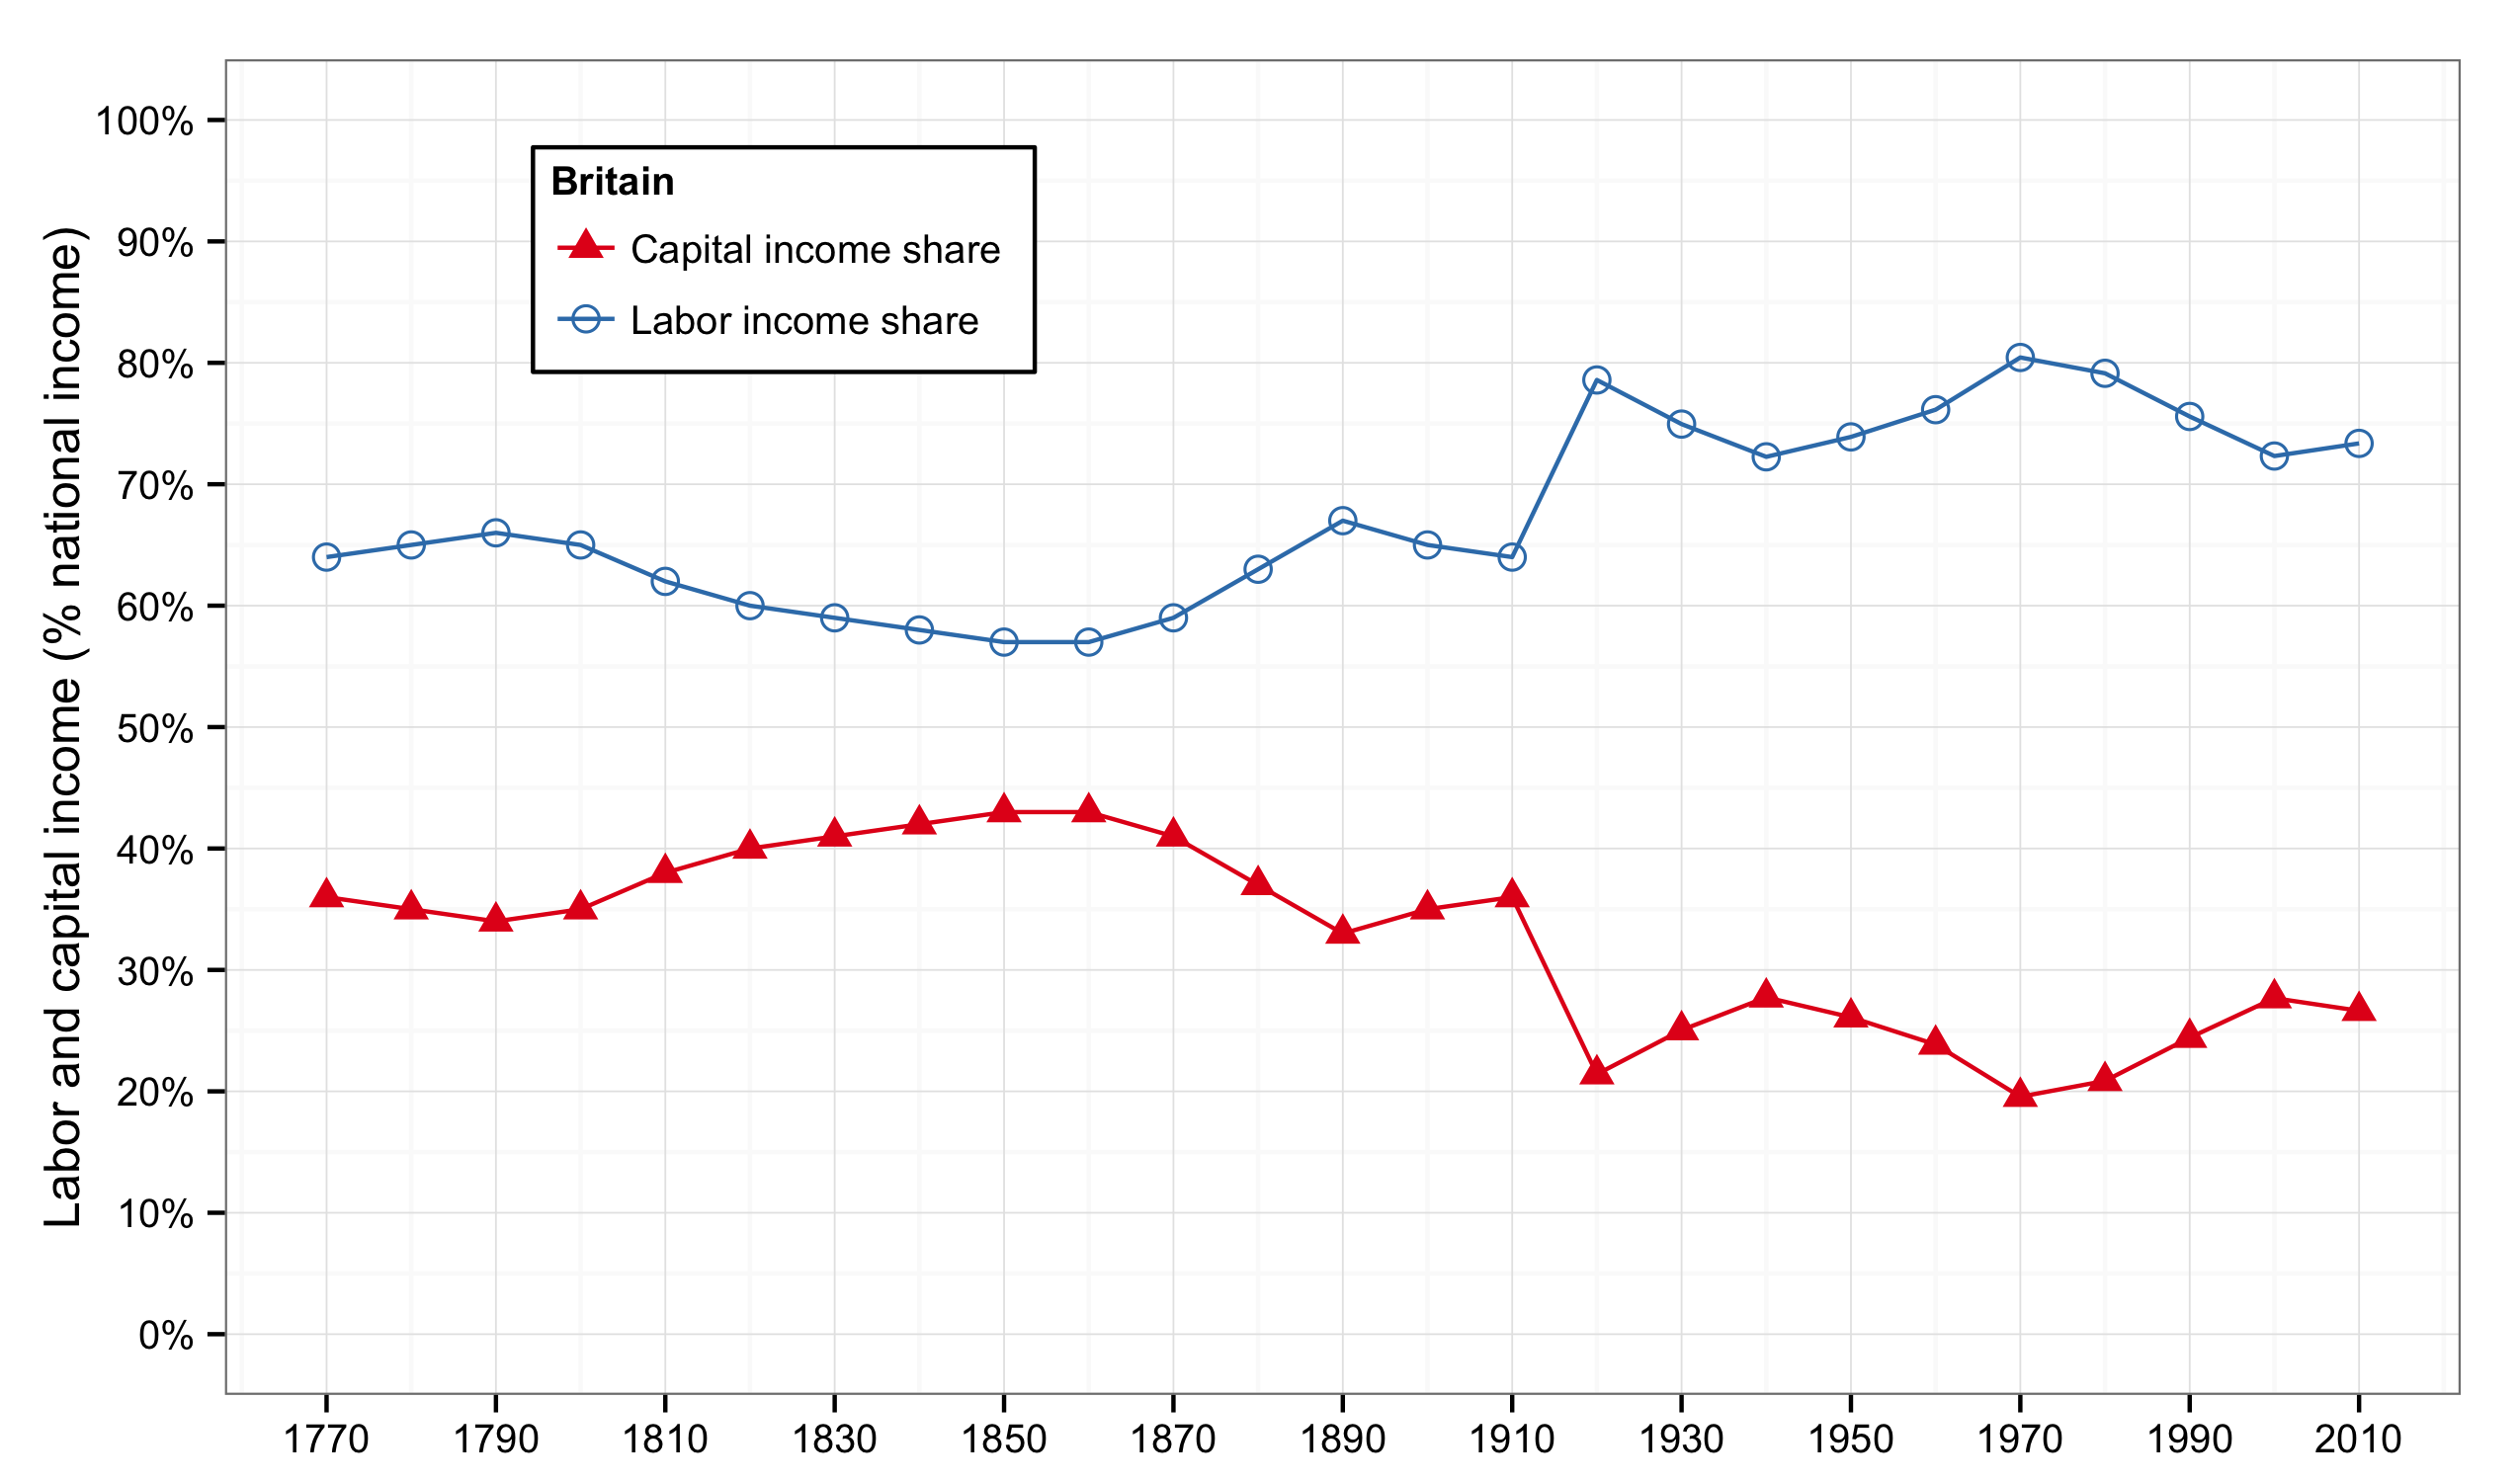 Labor and capital income (% national income)
100%
90%
80%
70%
60%
50%
40%
30%
20%
10%
0%
Britain
Capital income share
Labor income share
1770 1790 1810 1830 1850 1870 1890 1910 1930 1950 1970 1990 2010